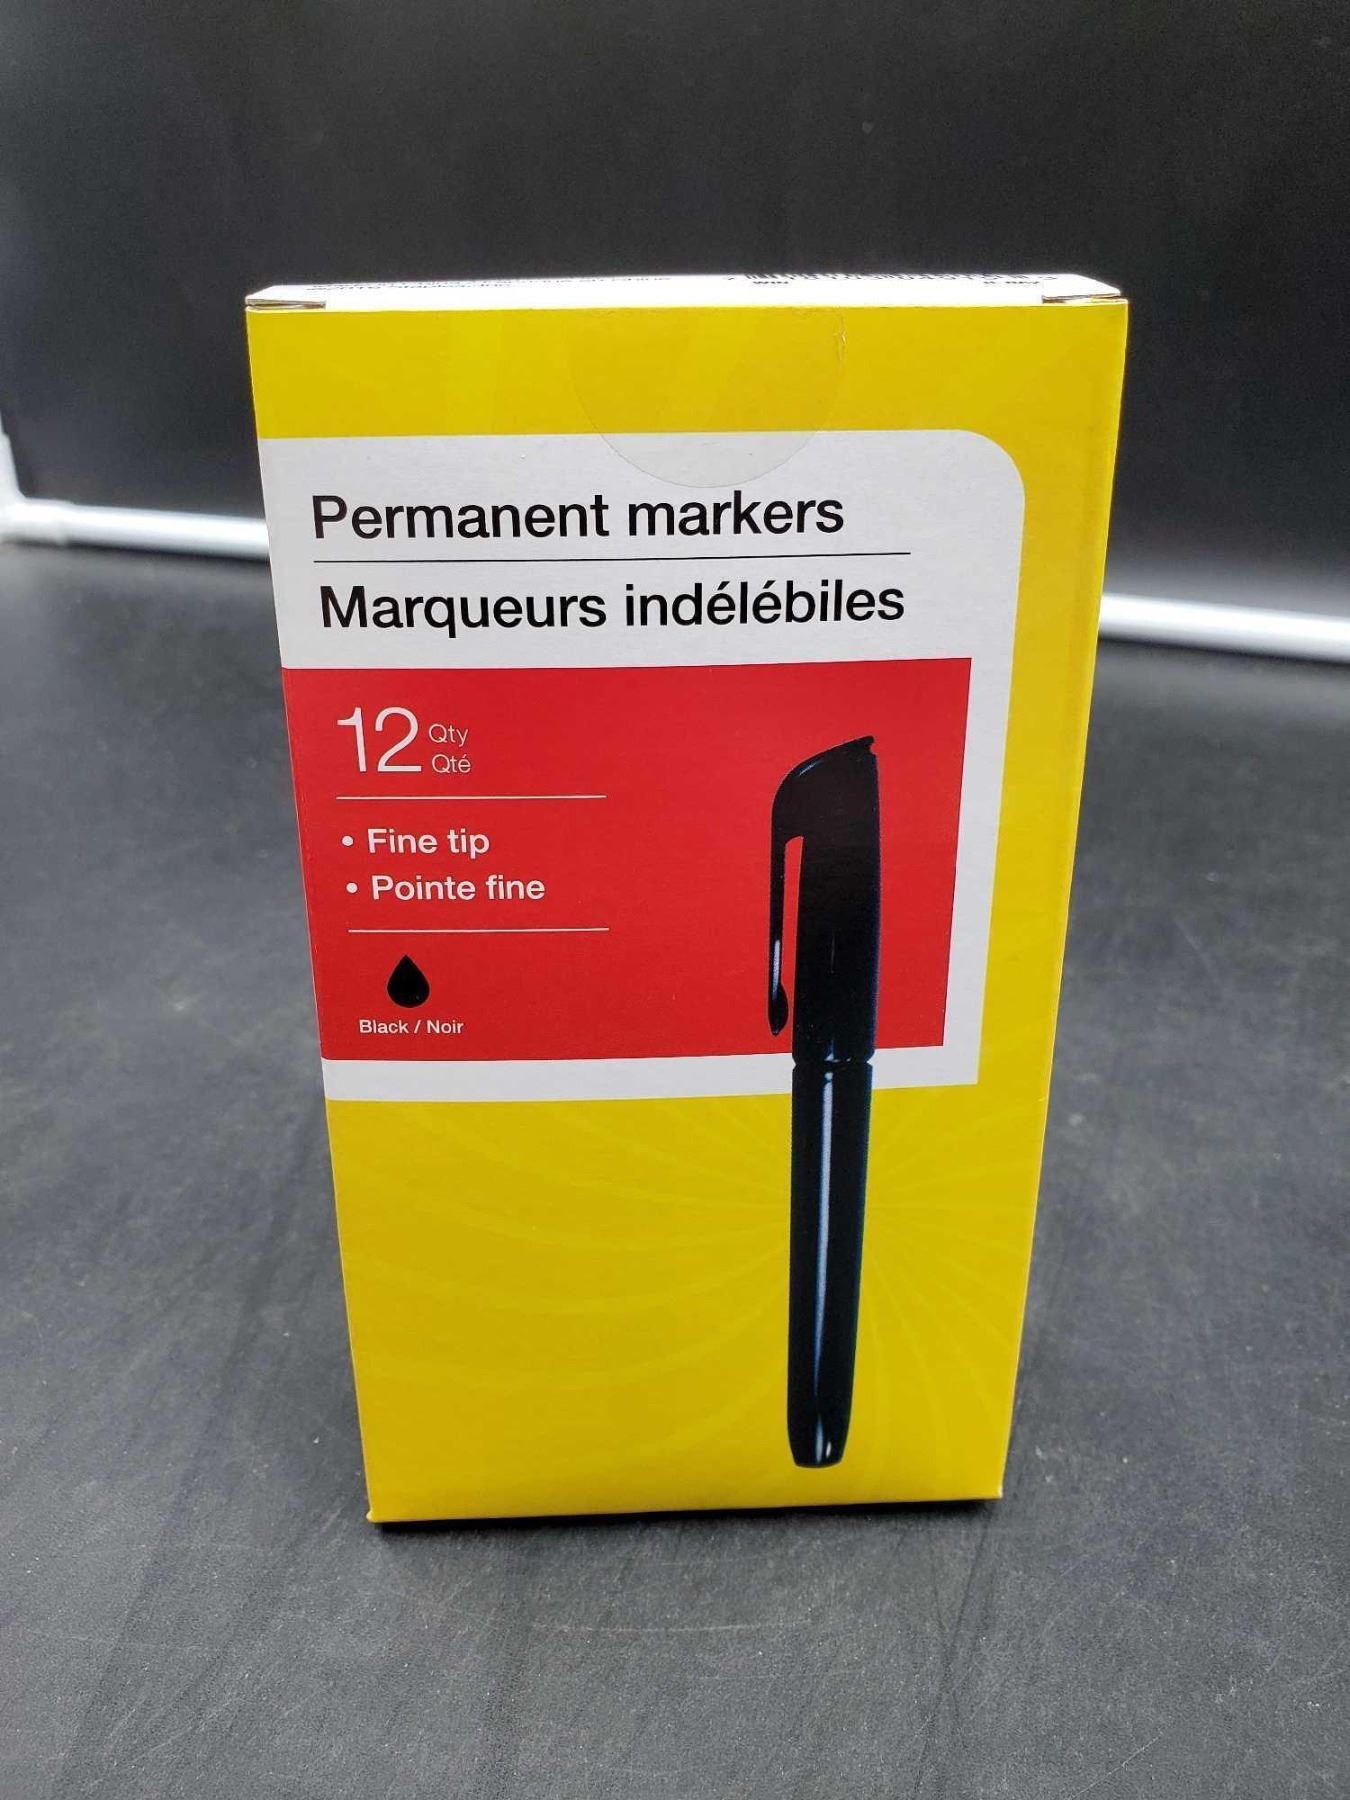 Permanent markers
Marqueurs indélébiles
12 Qty
Qté
• Fine tip
• Pointe fine
Black / Noir